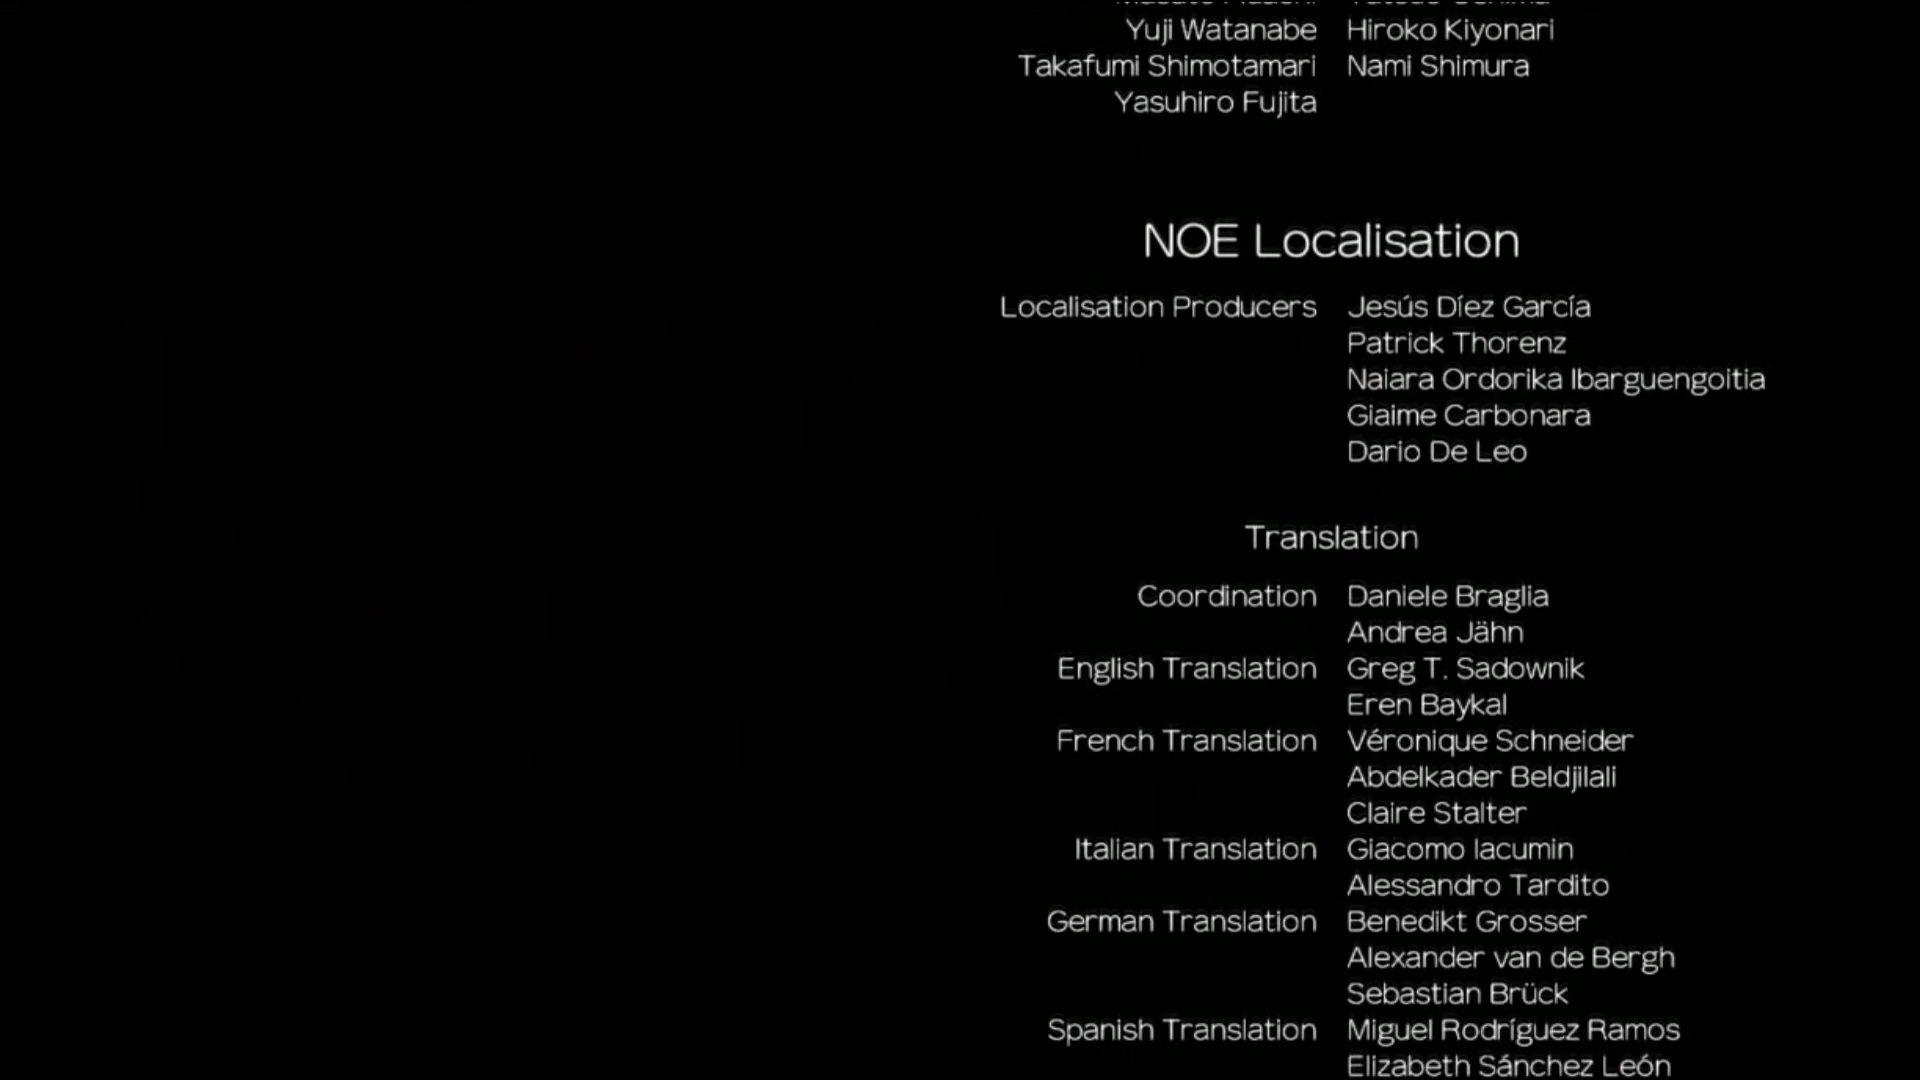 Yuji Watanabe Hiroko Kiyonari
Takafumi Shimotamari Nami Shimura
Yasuhiro Fujita
NOE Localisation
Localisation Producers Jesús Díez García
Patrick Thorenz
Naiara Ordorika Ibarguengoitia
Giaime Carbonara
Dario De Leo
Translation
Coordination Daniele Braglia
Andrea Jähn
English Translation Greg T. Sadownik
Eren Baykal
French Translation Véronique Schneider
Abdelkader Beldjilali
Claire Stalter
Italian Translation Giacomo Iacumin
Alessandro Tardito
German Translation Benedikt Grosser
Alexander van de Bergh
Sebastian Brück
Spanish Translation Miguel Rodríguez Ramos
Elizabeth Sánchez León